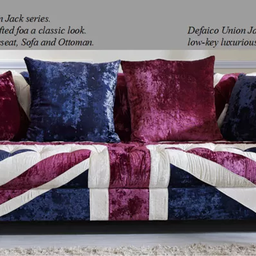 n Jack series.
fted foa a classic look.
seat, Sofa and Ottoman.
Defaico Union Ja
low-key luxurious